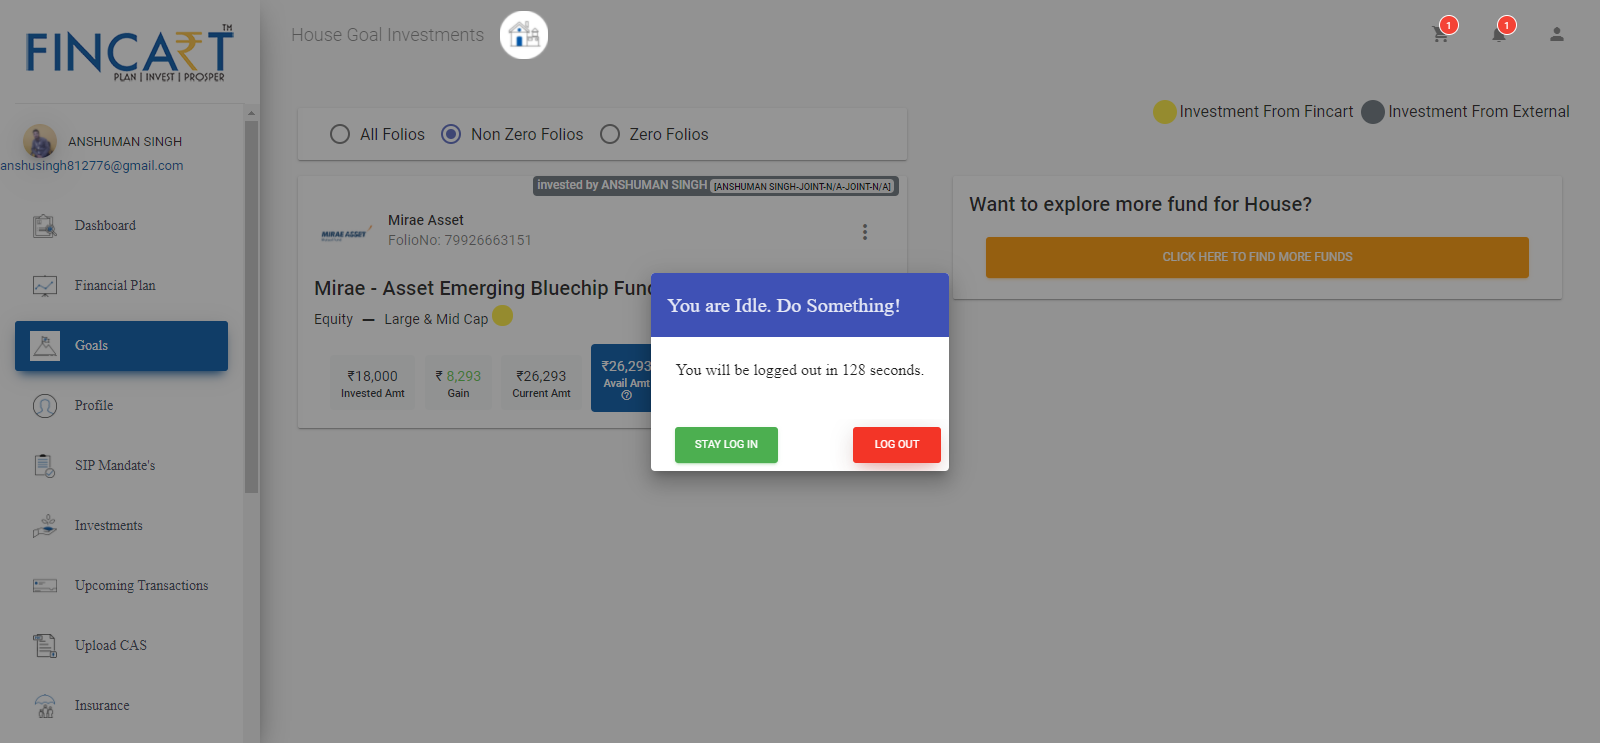 FINCART™
PLAN | INVEST | PROSPER
ANSHUMAN SINGH
anshusingh812776@gmail.com
Dashboard
Financial Plan
Goals
Profile
SIP Mandate's
Investments
Upcoming Transactions
Upload CAS
Insurance
House Goal Investments
1
1
Investment From Fincart
Investment From External
All Folios
Non Zero Folios
Zero Folios
invested by ANSHUMAN SINGH [ANSHUMAN SINGH-JOINT-N/A-JOINT-N/A]
MIRAE ASSET
Mirae Asset
FolioNo: 79926663151
Mirae - Asset Emerging Bluechip Fund
Equity — Large & Mid Cap
₹18,000
Invested Amt
₹ 8,293
Gain
₹26,293
Current Amt
₹26,293
Avail Amt
Want to explore more fund for House?
CLICK HERE TO FIND MORE FUNDS
You are Idle. Do Something!
You will be logged out in 128 seconds.
STAY LOG IN
LOG OUT